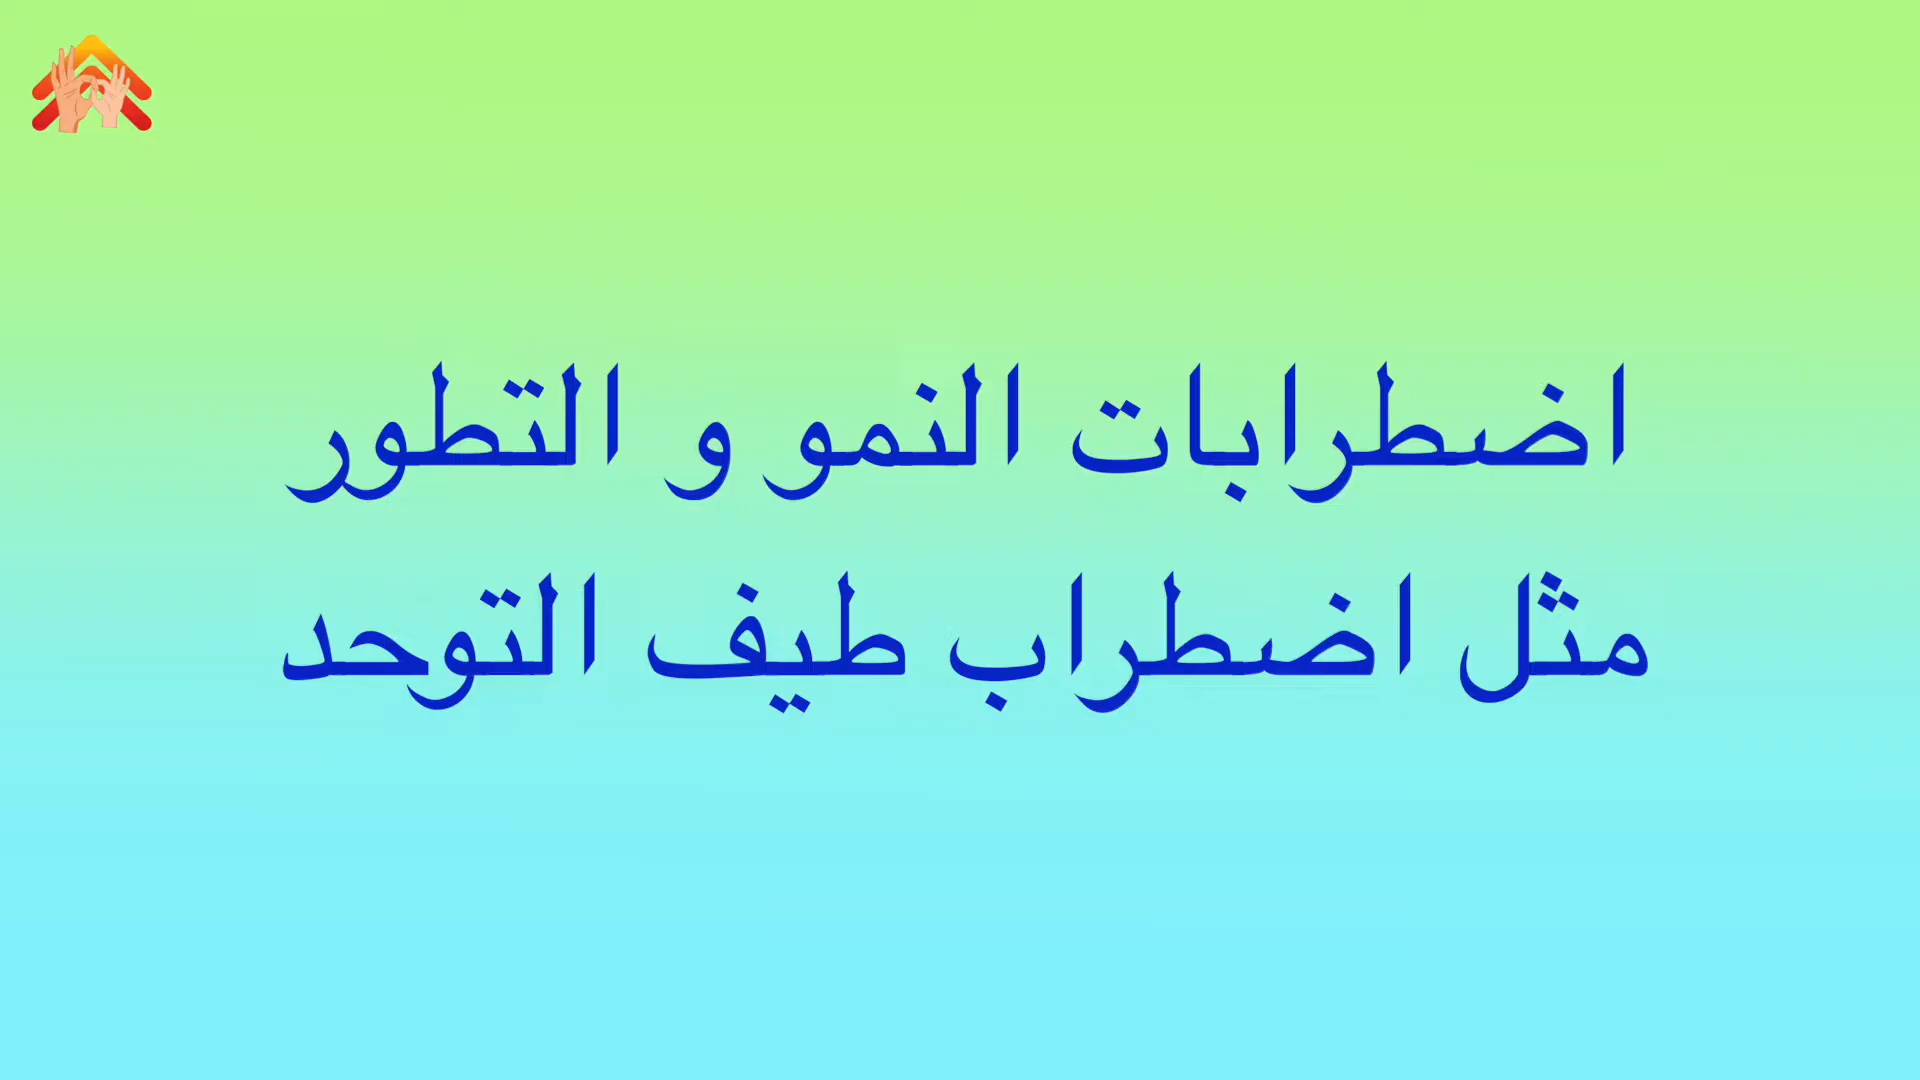 اضطرابات النمو و التطور
مثل اضطراب طيف التوحد